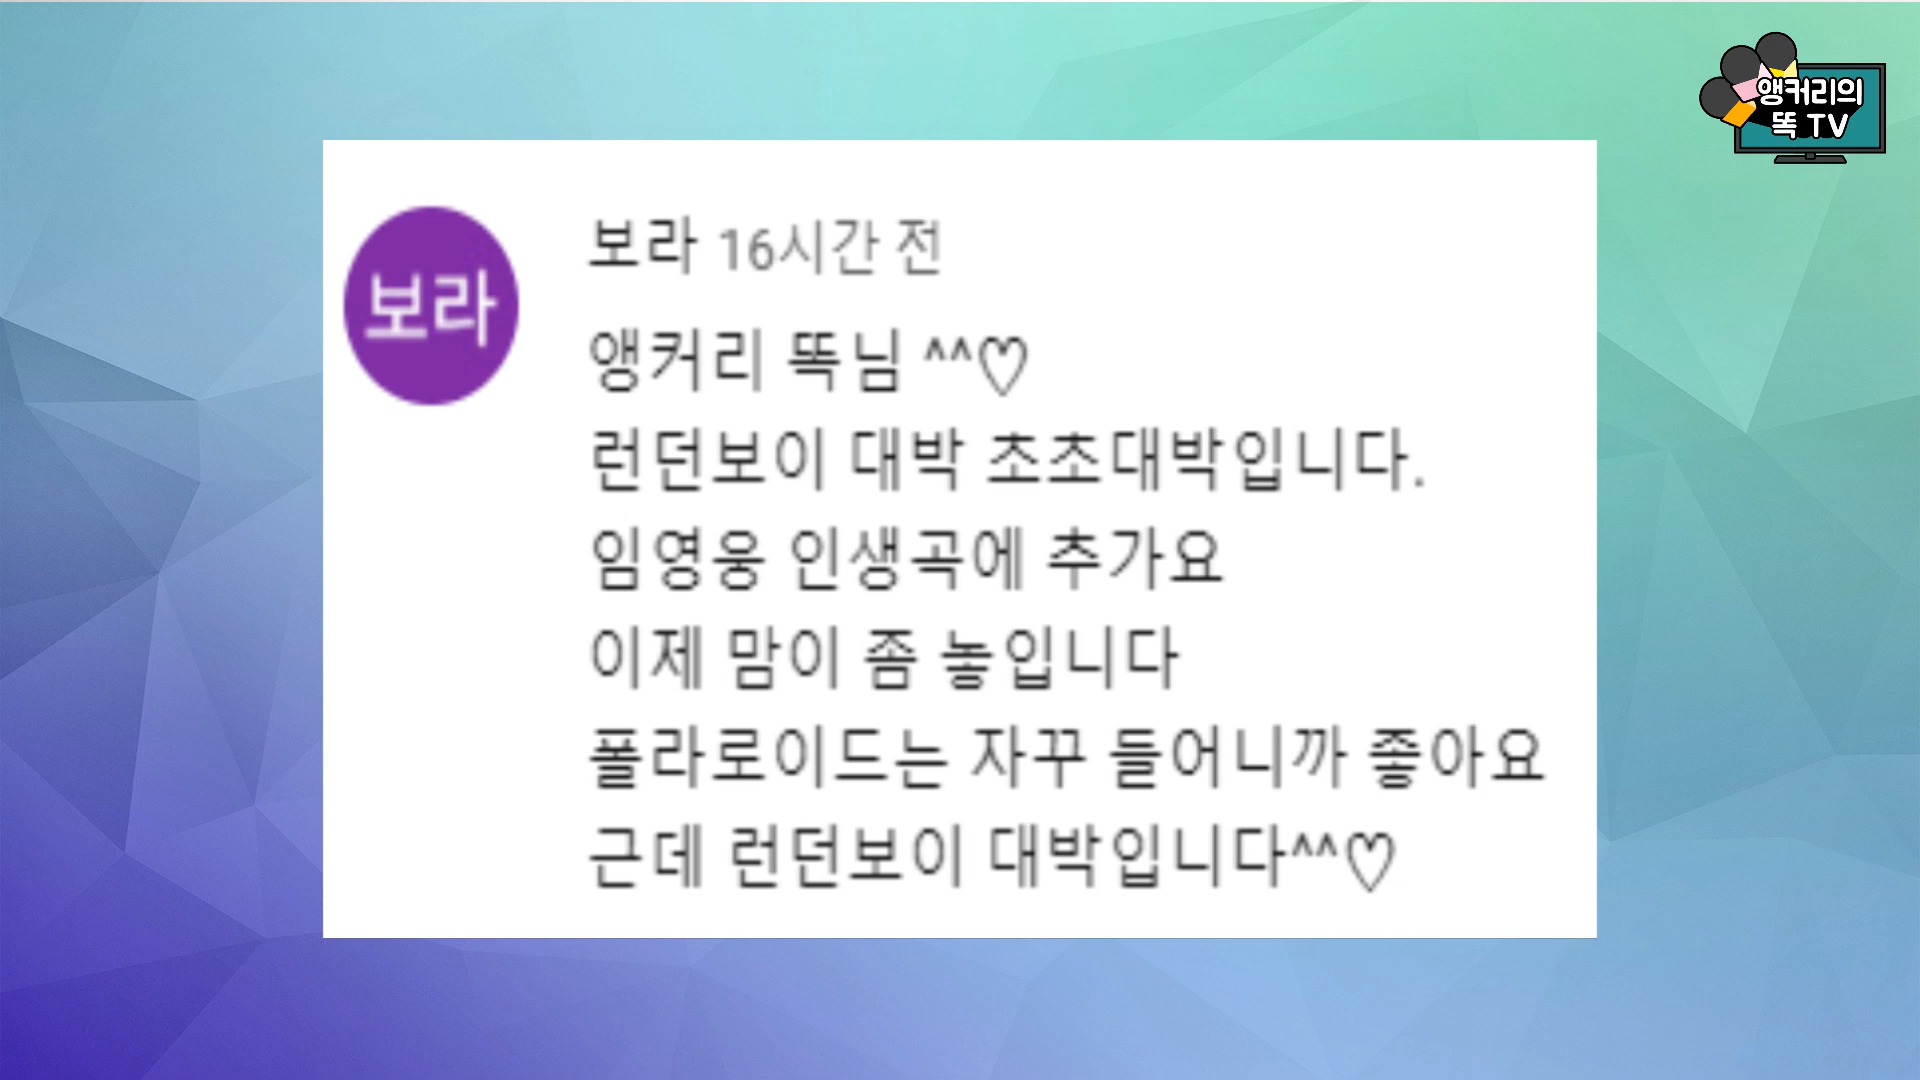 앵커리의
똑 TV
보라
보라 16시간 전
앵커리 똑님 ^^♡
런던보이 대박 초초대박입니다.
임영웅 인생곡에 추가요
이제 맘이 좀 놓입니다
폴라로이드는 자꾸 들어니까 좋아요
근데 런던보이 대박입니다^^♡